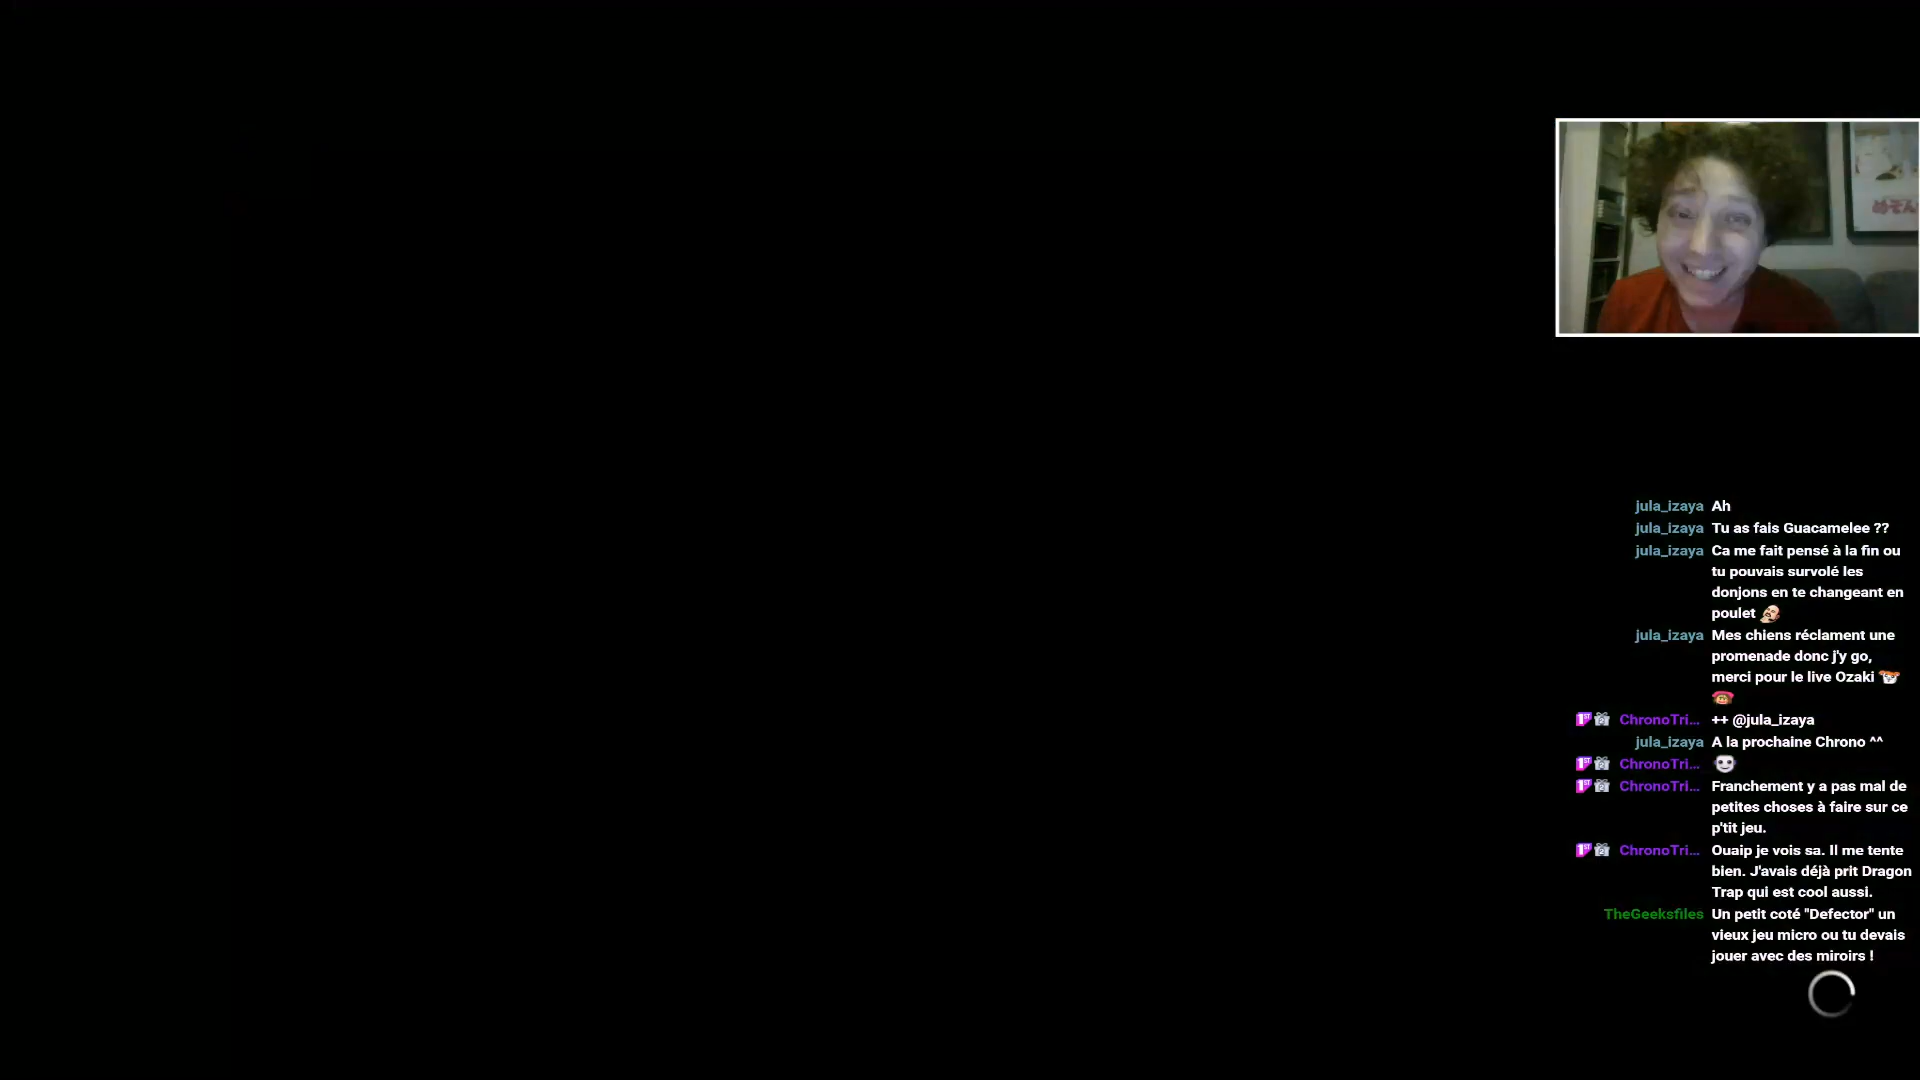 めぞん
jula_izaya Ah
jula_izaya Tu as fais Guacamelee ??
jula_izaya Ca me fait pensé à la fin ou
tu pouvais survolé les
donjons en te changeant en
poulet
jula_izaya Mes chiens réclament une
promenade donc j'y go,
merci pour le live Ozaki
ChronoTri... ++ @jula_izaya
jula_izaya A la prochaine Chrono ^^
ChronoTri...
ChronoTri... Franchement y a pas mal de
petites choses à faire sur ce
p'tit jeu.
ChronoTri... Ouaip je vois sa. Il me tente
bien. J'avais déjà prit Dragon
Trap qui est cool aussi.
TheGeeksfiles Un petit coté "Defector" un
vieux jeu micro ou tu devais
jouer avec des miroirs !